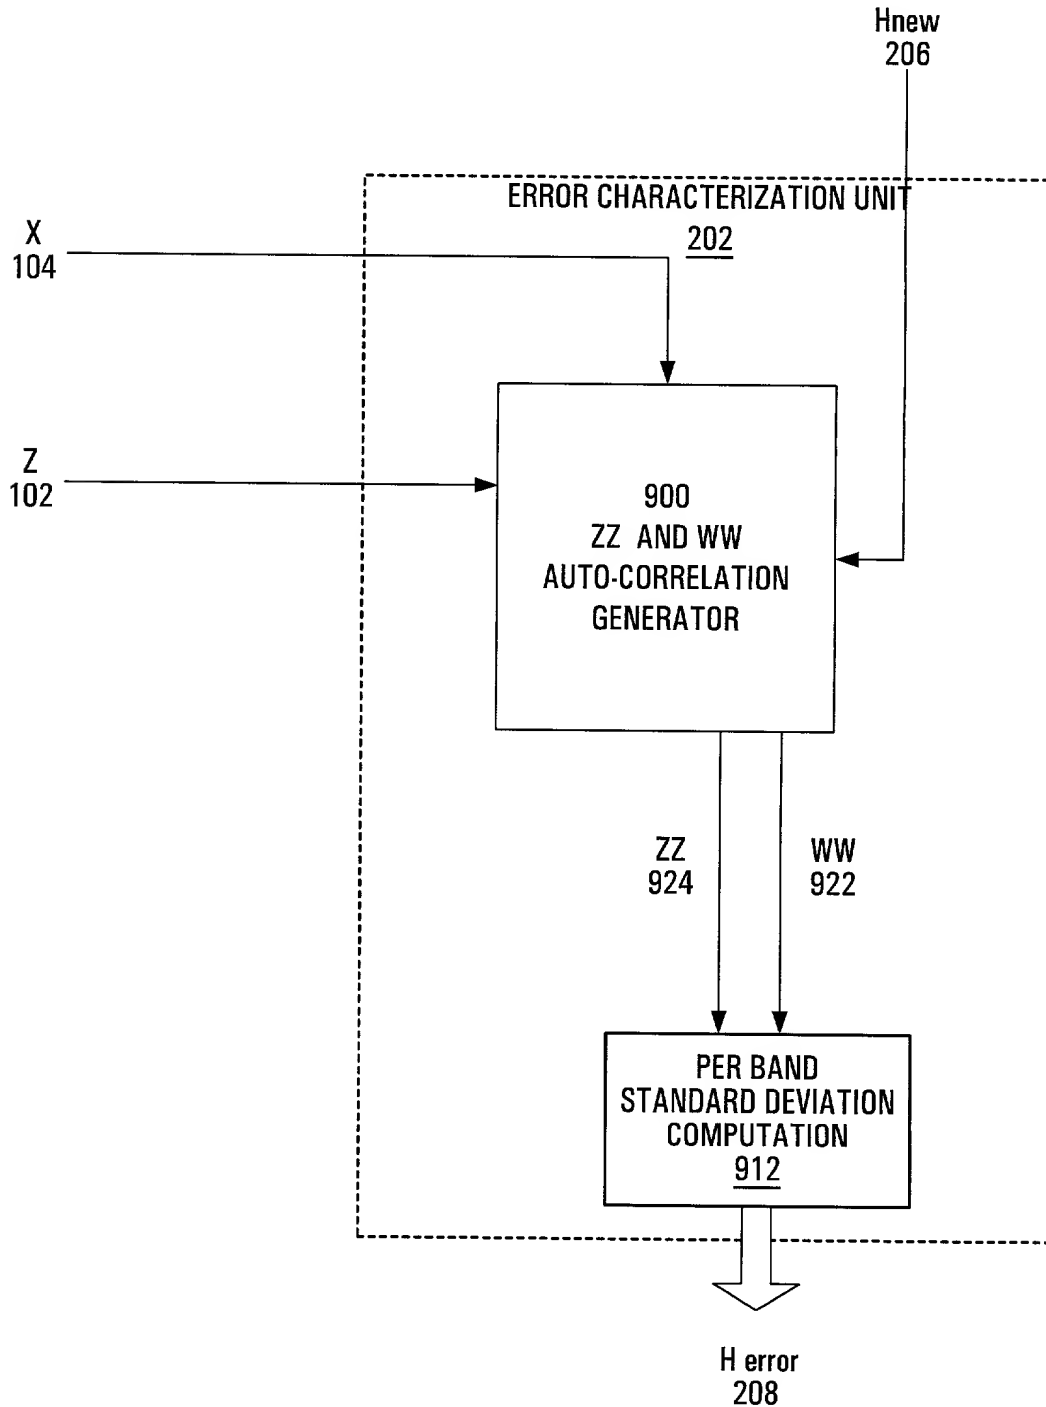 Hnew
206
ERROR CHARACTERIZATION UNIT
202
X
104
Z
102
900
ZZ AND WW
AUTO-CORRELATION
GENERATOR
ZZ
924
WW
922
PER BAND
STANDARD DEVIATION
COMPUTATION
912
H error
208